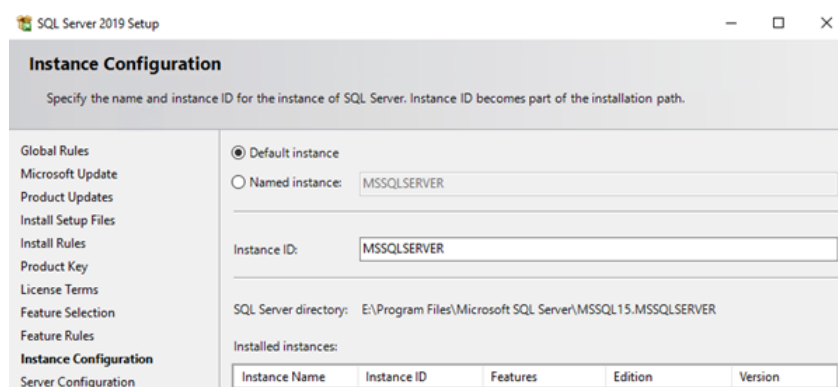 SQL Server 2019 Setup
Instance Configuration
Specify the name and instance ID for the instance of SQL Server. Instance ID becomes part of the installation path.
Global Rules
Microsoft Update
Product Updates
Install Setup Files
Install Rules
Product Key
License Terms
Feature Selection
Feature Rules
Instance Configuration
Server Configuration
Default instance
Named instance: MSSQLSERVER
Instance ID: MSSQLSERVER
SQL Server directory: E:\Program Files\Microsoft SQL Server\MSSQL15.MSSQLSERVER
Installed instances:
Instance Name Instance ID Features Edition Version